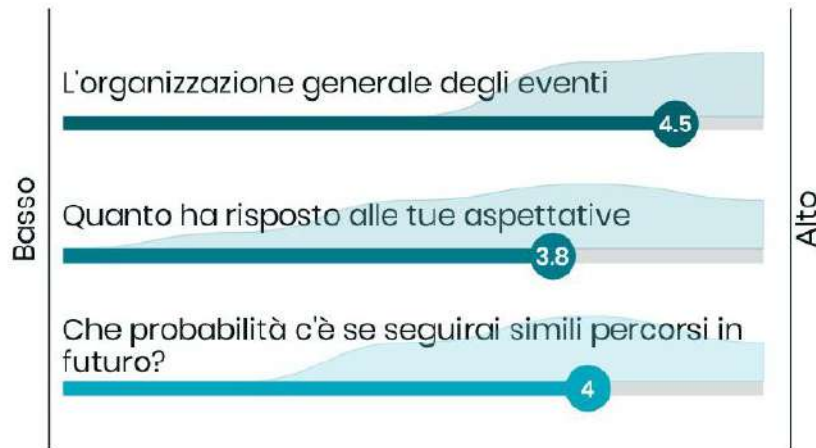 L'organizzazione generale degli eventi
4.5
Basso
Quanto ha risposto alle tue aspettative
3.8
Alto
Che probabilità c'è se seguirai simili percorsi in
futuro?
4